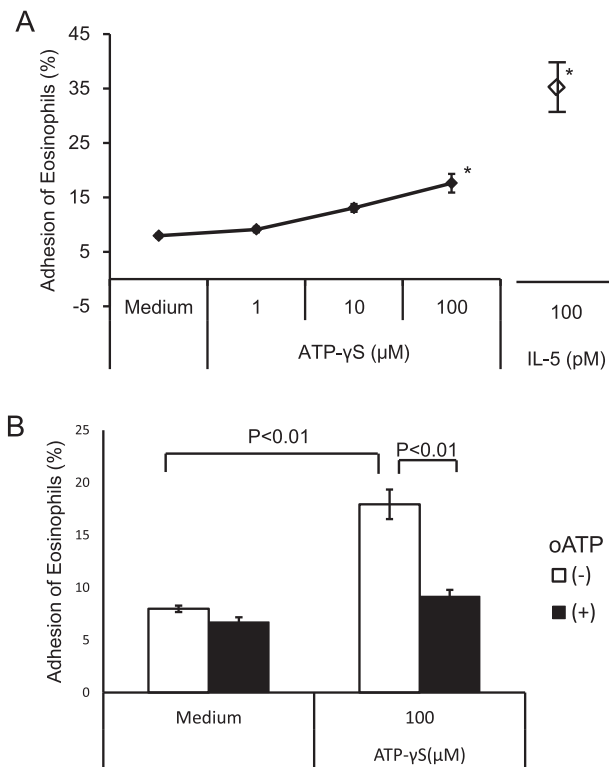 A
Adhesion of Eosinophils (%)
45
35
25
15
5
-5
*
*
Medium
1
10
100
100
ATP-γS (μM)
IL-5 (pM)
B
Adhesion of Eosinophils (%)
25
20
15
10
5
0
P<0.01
P<0.01
oATP
(-)
(+)
Medium
100
ATP-γS(μM)